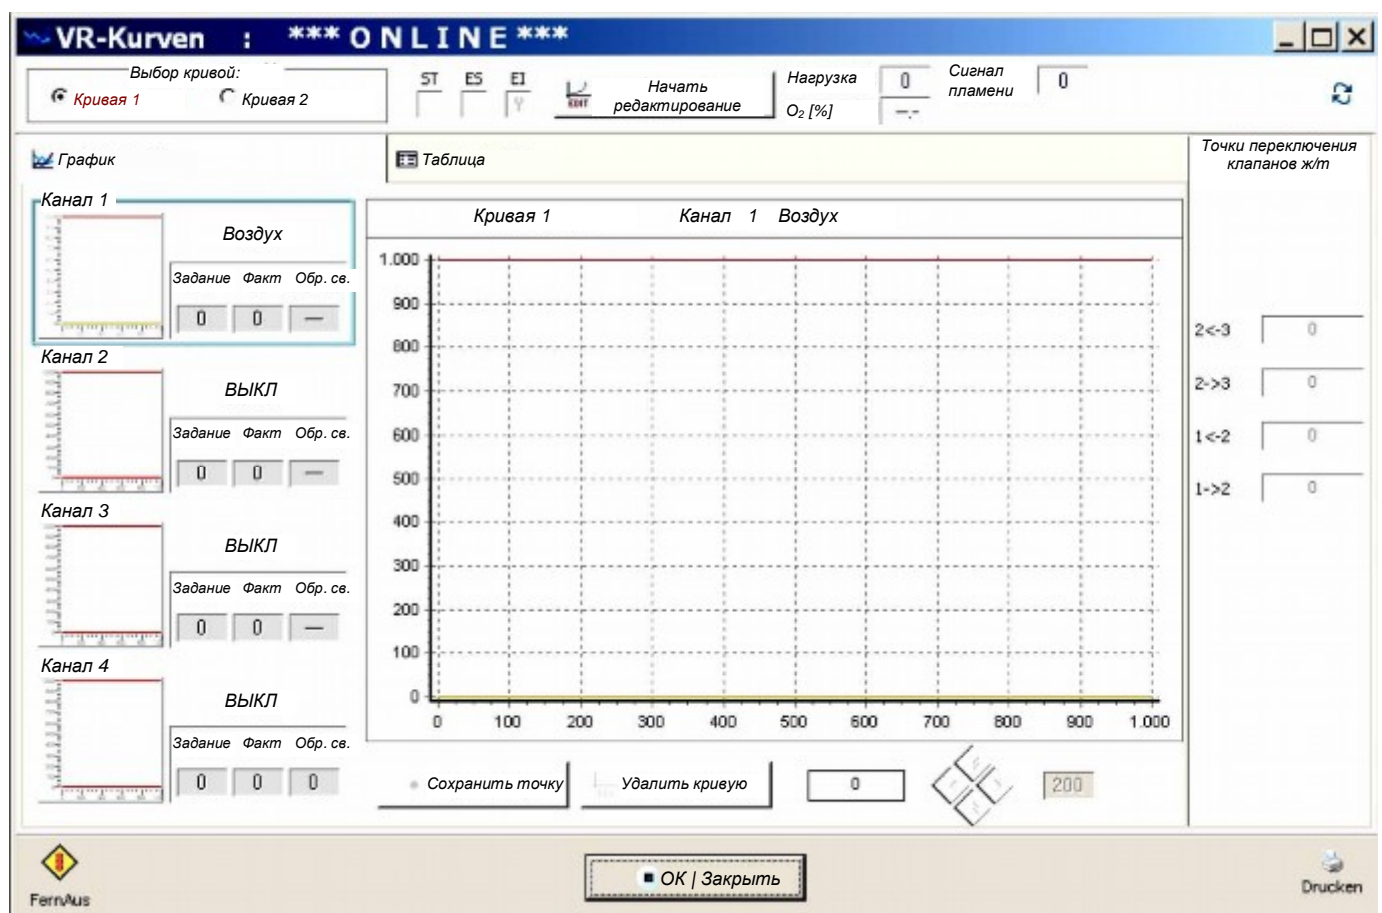 VR-Kurven : *** O N L I N E ***
Выбор кривой:
Кривая 1 Кривая 2
ST ES EI
EDIT
Начать
редактирование
Нагрузка 0
O₂ [%] --.-
Сигнал
пламени 0
График
Таблица
Точки переключения
клапанов ж/т
Канал 1
Воздух
Задание Факт Обр. св.
0 0 —
Канал 2
ВЫКЛ
Задание Факт Обр. св.
0 0 —
Канал 3
ВЫКЛ
Задание Факт Обр. св.
0 0 —
Канал 4
ВЫКЛ
Задание Факт Обр. св.
0 0 0
Кривая 1 Канал 1 Воздух
1.000
900
800
700
600
500
400
300
200
100
0
0 100 200 300 400 500 600 700 800 900 1.000
2<-3 0
2->3 0
1<-2 0
1->2 0
Сохранить точку Удалить кривую 0 200
FernAus
ОК | Закрыть
Drucken